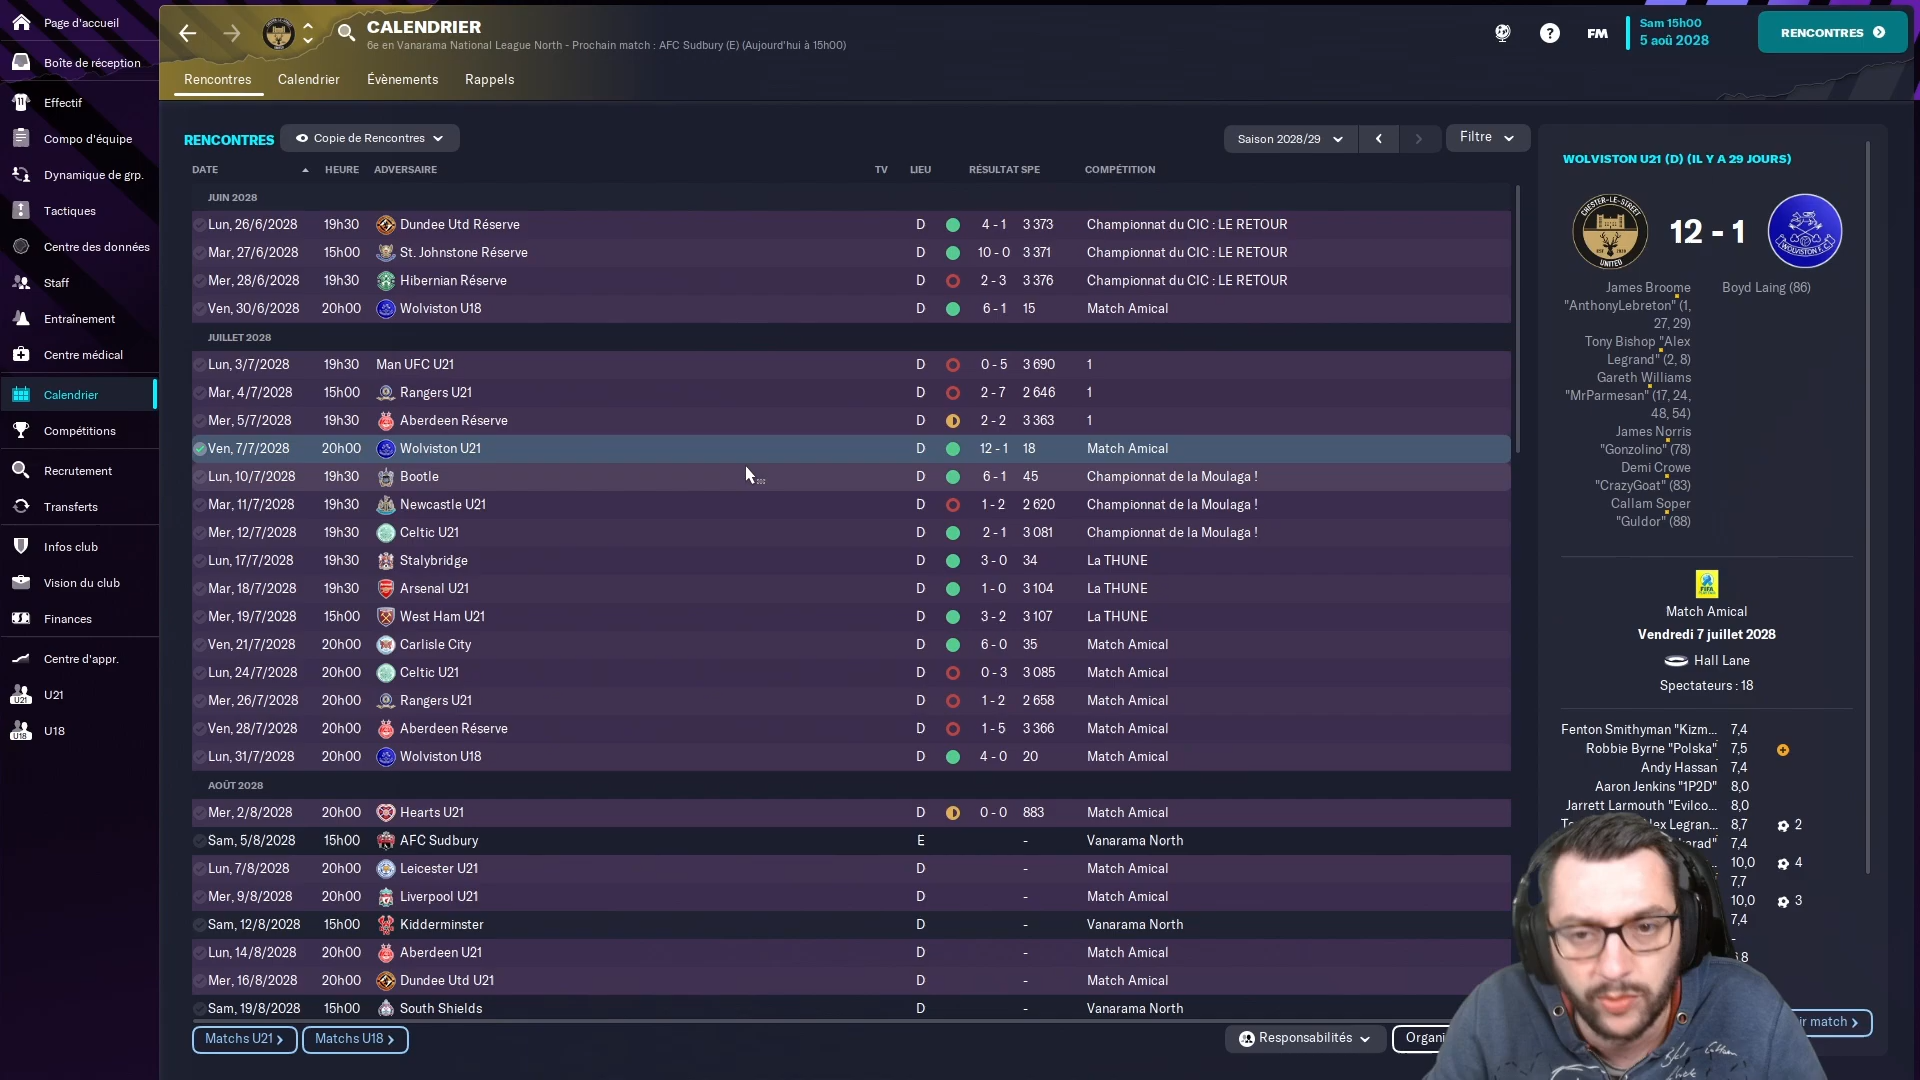 Page d'accueil
Boîte de réception
Effectif
Compo d'équipe
Dynamique de grp.
Tactiques
Centre des données
Staff
Entraînement
Centre médical
Calendrier
Compétitions
Recrutement
Transferts
Infos club
Vision du club
Finances
Centre d'appr.
U21
U18
CALENDRIER
6e en Vanarama National League North - Prochain match : AFC Sudbury (E) (Aujourd'hui à 15h00)
FM
Sam 15h00
5 aoû 2028
RENCONTRES
Rencontres Calendrier Évènements Rappels
RENCONTRES Copie de Rencontres Saison 2028/29 Filtre
DATE HEURE ADVERSAIRE TV LIEU RÉSULTAT SPE COMPÉTITION
JUIN 2028
Lun, 26/6/2028 19h30 Dundee Utd Réserve D 4 - 1 3 373 Championnat du CIC : LE RETOUR
Mar, 27/6/2028 15h00 St. Johnstone Réserve D 10 - 0 3 371 Championnat du CIC : LE RETOUR
Mer, 28/6/2028 19h30 Hibernian Réserve D 2 - 3 3 376 Championnat du CIC : LE RETOUR
Ven, 30/6/2028 20h00 Wolviston U18 D 6 - 1 15 Match Amical
JUILLET 2028
Lun, 3/7/2028 19h30 Man UFC U21 D 0 - 5 3 690 1
Mar, 4/7/2028 15h00 Rangers U21 D 2 - 7 2 646 1
Mer, 5/7/2028 19h30 Aberdeen Réserve D 2 - 2 3 363 1
Ven, 7/7/2028 20h00 Wolviston U21 D 12 - 1 18 Match Amical
Lun, 10/7/2028 19h30 Bootle D 6 - 1 45 Championnat de la Moulaga !
Mar, 11/7/2028 19h30 Newcastle U21 D 1 - 2 2 620 Championnat de la Moulaga !
Mer, 12/7/2028 19h30 Celtic U21 D 2 - 1 3 081 Championnat de la Moulaga !
Lun, 17/7/2028 19h30 Stalybridge D 3 - 0 34 La THUNE
Mar, 18/7/2028 19h30 Arsenal U21 D 1 - 0 3 104 La THUNE
Mer, 19/7/2028 15h00 West Ham U21 D 3 - 2 3 107 La THUNE
Ven, 21/7/2028 20h00 Carlisle City D 6 - 0 35 Match Amical
Lun, 24/7/2028 20h00 Celtic U21 D 0 - 3 3 085 Match Amical
Mer, 26/7/2028 20h00 Rangers U21 D 1 - 2 2 658 Match Amical
Ven, 28/7/2028 20h00 Aberdeen Réserve D 1 - 5 3 366 Match Amical
Lun, 31/7/2028 20h00 Wolviston U18 D 4 - 0 20 Match Amical
AOÛT 2028
Mer, 2/8/2028 20h00 Hearts U21 D 0 - 0 883 Match Amical
Sam, 5/8/2028 15h00 AFC Sudbury E - Vanarama North
Lun, 7/8/2028 20h00 Leicester U21 D - Match Amical
Mer, 9/8/2028 20h00 Liverpool U21 D - Match Amical
Sam, 12/8/2028 15h00 Kidderminster D - Vanarama North
Lun, 14/8/2028 20h00 Aberdeen U21 D - Match Amical
Mer, 16/8/2028 20h00 Dundee Utd U21 D - Match Amical
Sam, 19/8/2028 15h00 South Shields D - Vanarama North
Matchs U21 Matchs U18 Responsabilités Organi
WOLVISTON U21 (D) (IL Y A 29 JOURS)
CHESTER-LE-STREET UNITED
12 - 1
James Broome "AnthonyLebreton" (1, 27, 29)
Boyd Laing (86)
Tony Bishop "Alex Legrand" (2, 8)
Gareth Williams "MrParmesan" (17, 24, 48, 54)
James Norris "Gonzolino" (78)
Demi Crowe "CrazyGoat" (83)
Callam Soper "Guldor" (88)
Match Amical
Vendredi 7 juillet 2028
Hall Lane
Spectateurs : 18
Fenton Smithyman "Kizm... 7,4
Robbie Byrne "Polska" 7,5
Andy Hassan 7,4
Aaron Jenkins "1P2D" 8,0
Jarrett Larmouth "Evilco... 8,0
lex Legran... 8,7 2
arad" 7,4
10,0 4
7,7
10,0 3
7,4
-
ir match